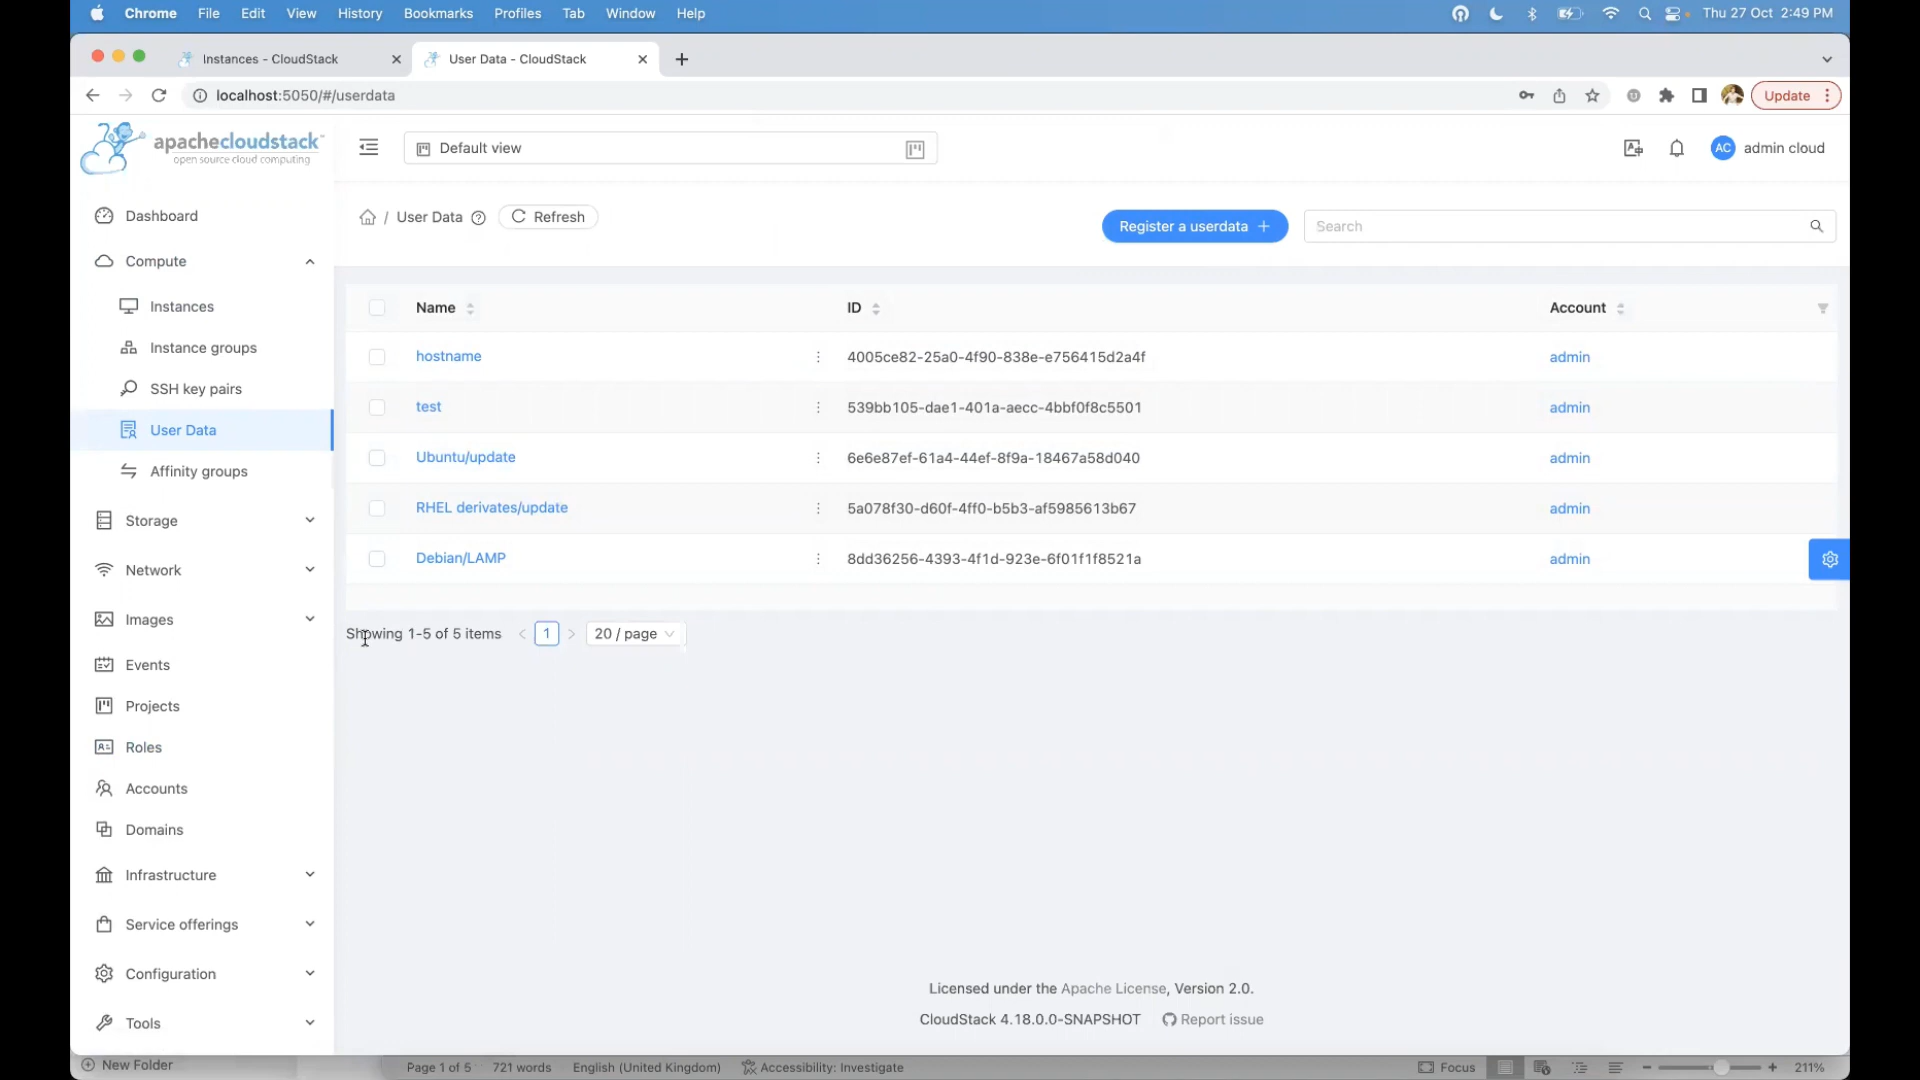 Chrome File Edit View History Bookmarks Profiles Tab Window Help Thu 27 Oct 2:49 PM
Instances - CloudStack User Data - CloudStack
localhost:5050/#/userdata Update
apachecloudstack™
open source cloud computing
Default view AC admin cloud
Dashboard
Compute
Instances
Instance groups
SSH key pairs
User Data
Affinity groups
Storage
Network
Images
Events
Projects
Roles
Accounts
Domains
Infrastructure
Service offerings
Configuration
Tools
/ User Data Refresh Register a userdata + Search
Name ID Account
hostname 4005ce82-25a0-4f90-838e-e756415d2a4f admin
test 539bb105-dae1-401a-aecc-4bbf0f8c5501 admin
Ubuntu/update 6e6e87ef-61a4-44ef-8f9a-18467a58d040 admin
RHEL derivates/update 5a078f30-d60f-4ff0-b5b3-af5985613b67 admin
Debian/LAMP 8dd36256-4393-4f1d-923e-6f01f1f8521a admin
Showing 1-5 of 5 items < 1 > 20 / page
Licensed under the Apache License, Version 2.0.
CloudStack 4.18.0.0-SNAPSHOT Report issue
New Folder Page 1 of 5 721 words English (United Kingdom) Accessibility: Investigate Focus 211%